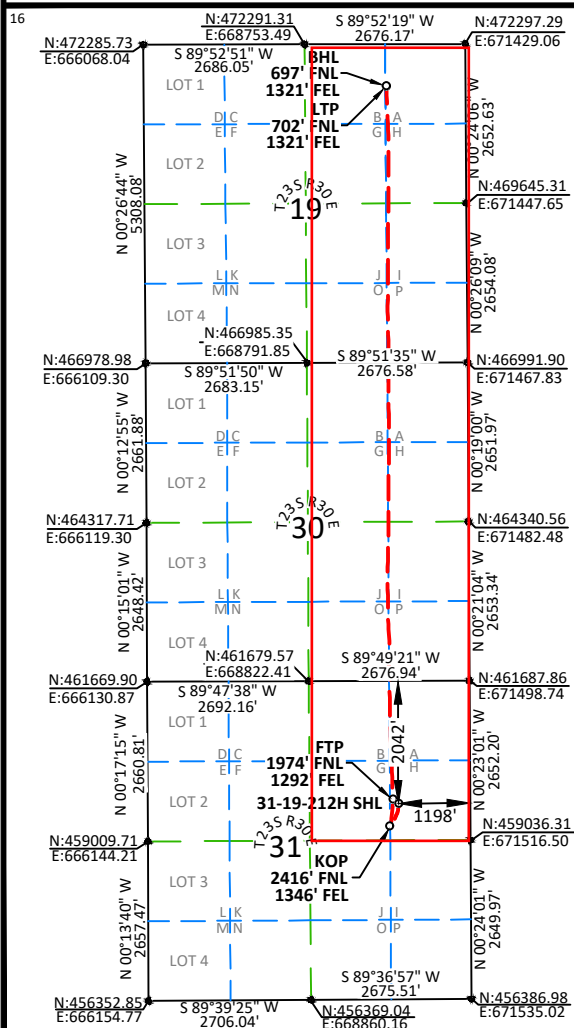 16
N:472291.31
E:668753.49
S 89°52'19" W
2676.17'
N:472297.29
E:671429.06
N:472285.73
E:666068.04
S 89°52'51" W
2686.05'
BHL
697' FNL
1321' FEL
LTP
702' FNL
1321' FEL
LOT 1
D C
E F
B A
G H
N 00°24'06" W
2652.63'
LOT 2
N 00°26'44" W
5308.08'
T23S R30E
19
N:469645.31
E:671447.65
LOT 3
L K
M N
J I
O P
N 00°26'09" W
2654.08'
LOT 4
N:466985.35
E:668791.85
N:466978.98
E:666109.30
S 89°51'50" W
2683.15'
S 89°51'35" W
2676.58'
N:466991.90
E:671467.83
LOT 1
D C
E F
B A
G H
N 00°12'55" W
2661.88'
N 00°19'00" W
2651.97'
LOT 2
T23S R30E
30
N:464317.71
E:666119.30
N:464340.56
E:671482.48
LOT 3
L K
M N
J I
O P
N 00°15'01" W
2648.42'
N 00°21'04" W
2653.34'
LOT 4
N:461679.57
E:668822.41
N:461669.90
E:666130.87
S 89°47'38" W
2692.16'
S 89°49'21" W
2676.94'
N:461687.86
E:671498.74
LOT 1
D C
E F
B A
G H
N 00°17'15" W
2660.81'
N 00°23'01" W
2652.20'
2042'
FTP
1974' FNL
1292' FEL
LOT 2
31-19-212H SHL
1198'
T23S R30E
31
N:459009.71
E:666144.21
N:459036.31
E:671516.50
KOP
2416' FNL
1346' FEL
LOT 3
L K
M N
J I
O P
N 00°13'40" W
2657.47'
N 00°24'01" W
2649.97'
LOT 4
N:456352.85
E:666154.77
S 89°39'25" W
2706.04'
N:456369.04
E:668860.16
S 89°36'57" W
2675.51'
N:456386.98
E:671535.02